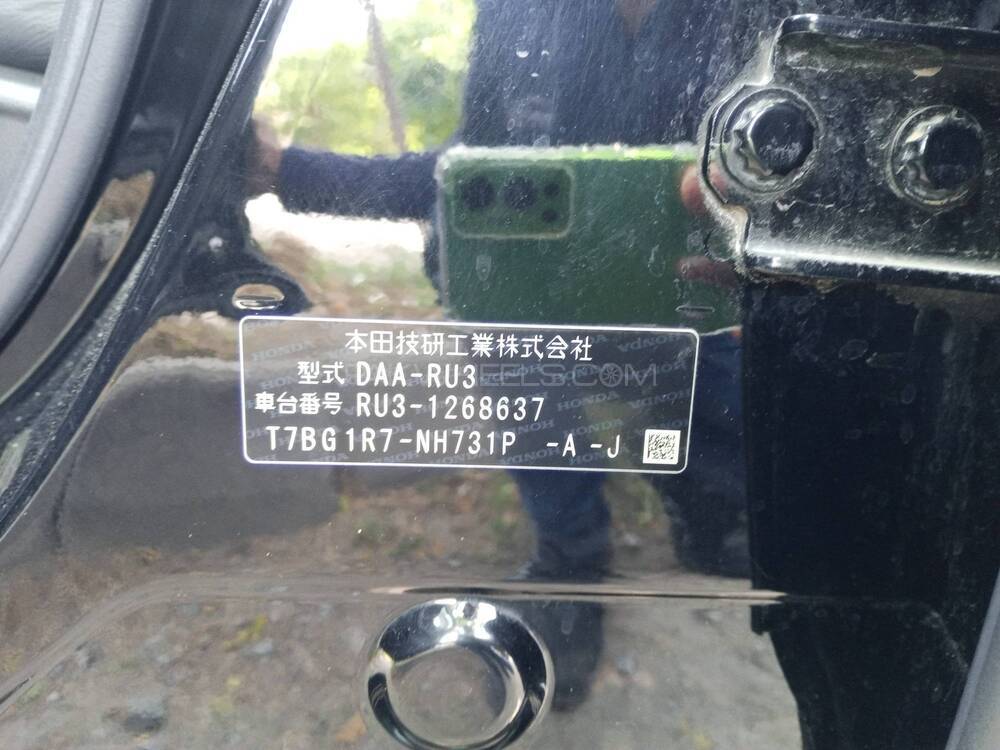 本田技研工業株式会社
型式 DAA-RU3
車台番号 RU3-1268637
T7BG1R7-NH731P -A -J